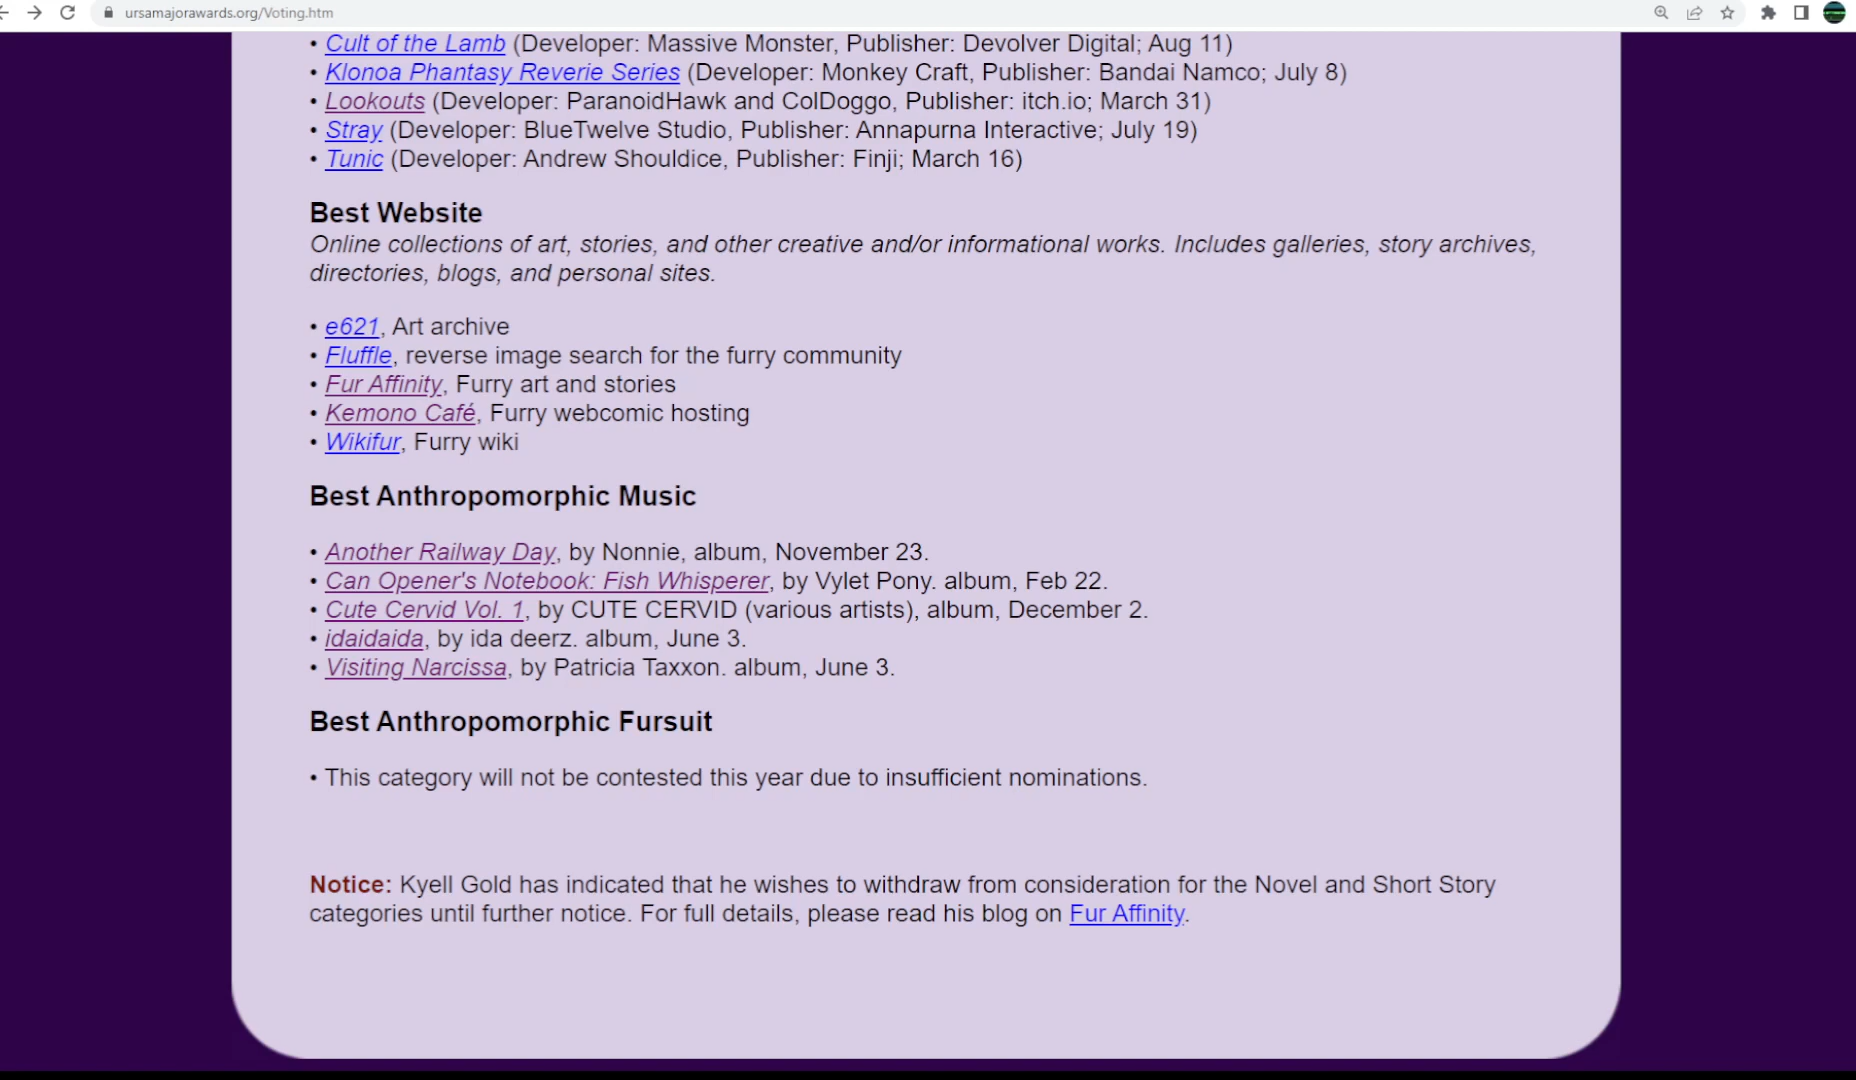 ursamajorawards.org/Voting.htm
• Cult of the Lamb (Developer: Massive Monster, Publisher: Devolver Digital; Aug 11)
• Klonoa Phantasy Reverie Series (Developer: Monkey Craft, Publisher: Bandai Namco; July 8)
• Lookouts (Developer: ParanoidHawk and ColDoggo, Publisher: itch.io; March 31)
• Stray (Developer: BlueTwelve Studio, Publisher: Annapurna Interactive; July 19)
• Tunic (Developer: Andrew Shouldice, Publisher: Finji; March 16)
Best Website
Online collections of art, stories, and other creative and/or informational works. Includes galleries, story archives,
directories, blogs, and personal sites.
• e621, Art archive
• Fluffle, reverse image search for the furry community
• Fur Affinity, Furry art and stories
• Kemono Café, Furry webcomic hosting
• Wikifur, Furry wiki
Best Anthropomorphic Music
• Another Railway Day, by Nonnie, album, November 23.
• Can Opener's Notebook: Fish Whisperer, by Vylet Pony. album, Feb 22.
• Cute Cervid Vol. 1, by CUTE CERVID (various artists), album, December 2.
• idaidaida, by ida deerz. album, June 3.
• Visiting Narcissa, by Patricia Taxxon. album, June 3.
Best Anthropomorphic Fursuit
• This category will not be contested this year due to insufficient nominations.
Notice: Kyell Gold has indicated that he wishes to withdraw from consideration for the Novel and Short Story
categories until further notice. For full details, please read his blog on Fur Affinity.